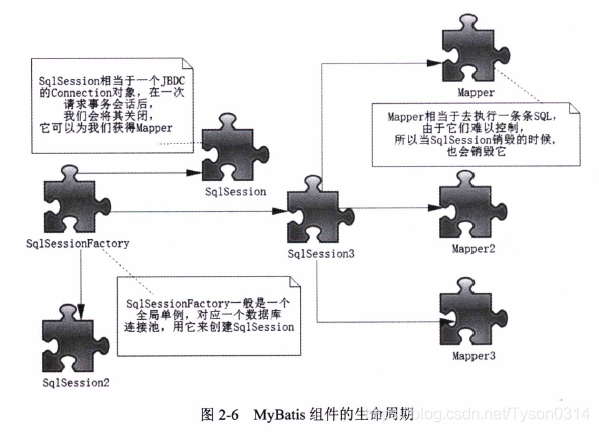 SqlSession相当于一个JBDC
的Connection对象，在一次
请求事务会话后，
我们会将其关闭，
它可以为我们获得Mapper
Mapper
Mapper相当于去执行一条条SQL，
由于它们难以控制，
所以当SqlSession销毁的时候，
也会销毁它
SqlSession
SqlSessionFactory
SqlSession3
Mapper2
SqlSessionFactory一般是一个
全局单例，对应一个数据库
连接池，用它来创建SqlSession
SqlSession2
Mapper3
图 2-6 MyBatis 组件的生命周期
blog.csdn.net/Tyson0314